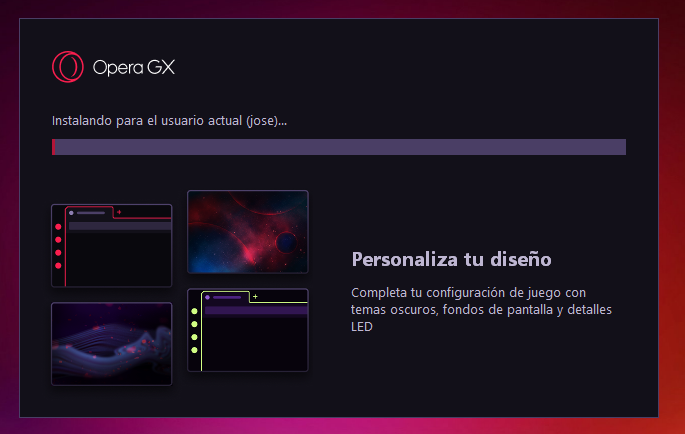 Opera GX
Instalando para el usuario actual (jose)...
Personaliza tu diseño
Completa tu configuración de juego con
temas oscuros, fondos de pantalla y detalles
LED